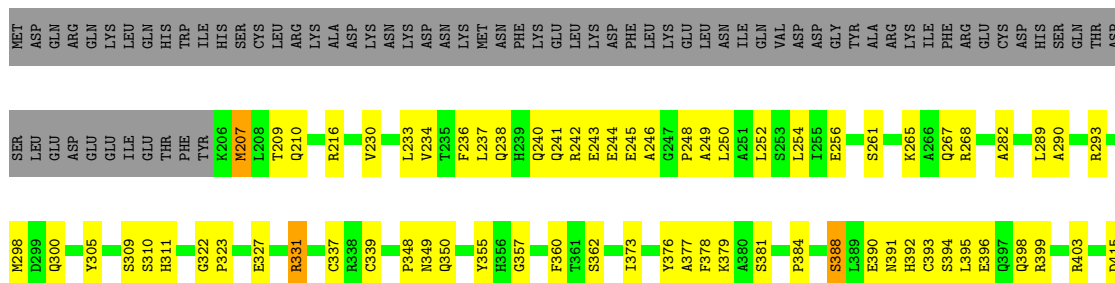 MET ASP GLN ARG GLN LYS LEU GLN HIS TRP ILE HIS SER CYS LEU ARG LYS ALA ASP LYS ASN LYS ASP ASN LYS MET ASN PHE LYS GLU LEU LYS ASP PHE LEU LYS GLU LEU ASN ILE GLN VAL ASP ASP GLY TYR ALA ARG LYS ILE PHE ARG GLU CYS ASP HIS SER GLN THR ASP
SER LEU GLU ASP GLU GLU ILE GLU THR PHE TYR K206 M207 L208 T209 Q210 R216 V230 L233 V234 T235 F236 L237 Q238 H239 Q240 Q241 R242 E243 E244 E245 A246 G247 P248 A249 L250 A251 L252 S253 L254 I255 E256 S261 K265 A266 Q267 R268 A282 L289 A290 R293
M298 D299 Q300 Y305 S309 S310 H311 G322 P323 E327 R331 C337 R338 C339 P348 N349 Q350 Y355 H356 G357 F360 T361 S362 I373 Y376 A377 F378 K379 A380 S381 P384 S388 L389 E390 N391 H392 C393 S394 L395 E396 Q397 Q398 R399 R403